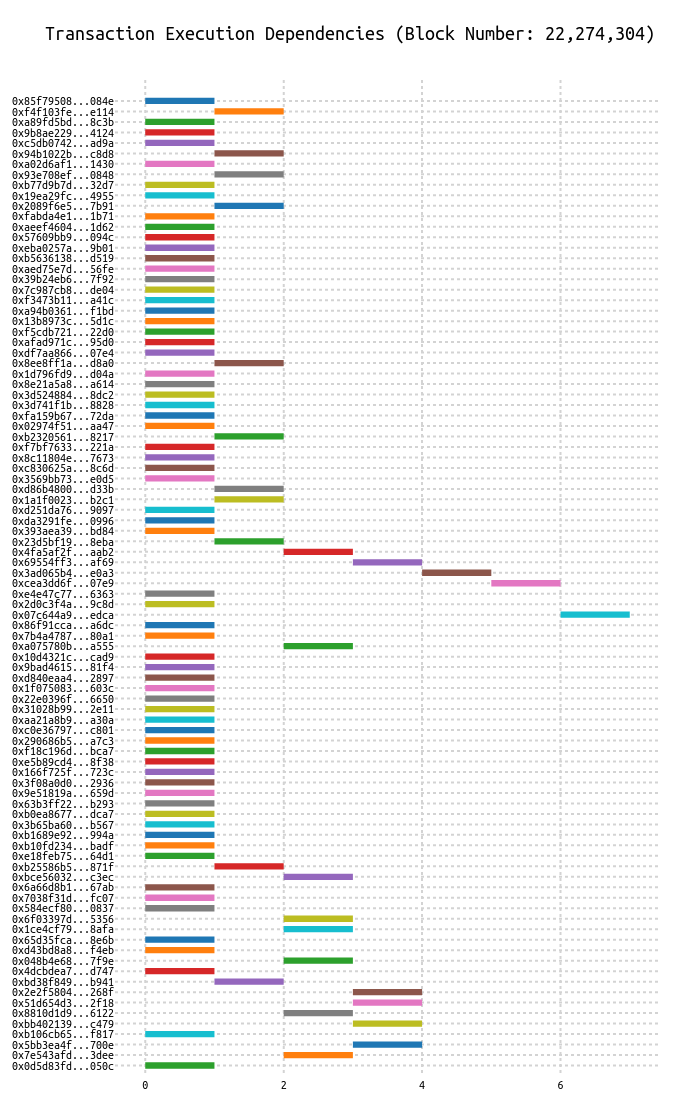 Transaction Execution Dependencies (Block Number: 22,274,304)
0x85f79508...084e
0xf4f103fe...e114
0xa89fd5bd...8c3b
0x9b8ae229...4124
0xc5db0742...ad9a
0x94b1022b...c8d8
0xa02d6af1...1430
0x93e708ef...0848
0xb77d9b7d...32d7
0x19ea29fc...4955
0x2089f6e5...7b91
0xfabda4e1...1b71
0xaeef4604...1d62
0x57609bb9...094c
0xeba0257a...9b01
0xb5636138...d519
0xaed75e7d...56fe
0x39b24eb6...7f92
0x7c987cb8...de04
0xf3473b11...a41c
0xa94b0361...f1bd
0x13b8973c...5d1c
0xf5cdb721...22d0
0xafad971c...95d0
0xdf7aa866...07e4
0x8ee8ff1a...d8a0
0x1d796fd9...d04a
0x8e21a5a8...a614
0x3d524884...8dc2
0x3d741f1b...8828
0xfa159b67...72da
0x02974f51...aa47
0xb2320561...8217
0xf7bf7633...221a
0x8c11804e...7673
0xc830625a...8c6d
0x3569bb73...e0d5
0xd86b4800...d33b
0x1a1f0023...b2c1
0xd251da76...9097
0xda3291fe...0996
0x393aea39...bd84
0x23d5bf19...8eba
0x4fa5af2f...aab2
0x69554ff3...af69
0x3ad065b4...e0a3
0xcea3dd6f...07e9
0xe4e47c77...6363
0x2d0c3f4a...9c8d
0x07c644a9...edca
0x86f91cca...a6dc
0x7b4a4787...80a1
0xa075780b...a555
0x10d4321c...cad9
0x9bad4615...81f4
0xd840eaa4...2897
0x1f075083...603c
0x22e0396f...6650
0x31028b99...2e11
0xaa21a8b9...a30a
0xc0e36797...c801
0x290686b5...a7c3
0xf18c196d...bca7
0xe5b89cd4...8f38
0x166f725f...723c
0x3f08a0d0...2936
0x9e51819a...659d
0x63b3ff22...b293
0xb0ea8677...dca7
0x3b65ba60...b567
0xb1689e92...994a
0xb10fd234...badf
0xe18feb75...64d1
0xb25586b5...871f
0xbce56032...c3ec
0x6a66d8b1...67ab
0x7038f31d...fc07
0x584ecf80...0837
0x6f03397d...5356
0x1ce4cf79...8afa
0x65d35fca...8e6b
0xd43bd8a8...f4eb
0x048b4e68...7f9e
0x4dcbdea7...d747
0xbd38f849...b941
0x2e2f5804...268f
0x51d654d3...2f18
0x8810d1d9...6122
0xbb402139...c479
0xb106cb65...f817
0x5bb3ea4f...700e
0x7e543afd...3dee
0x0d5d83fd...050c
0 2 4 6